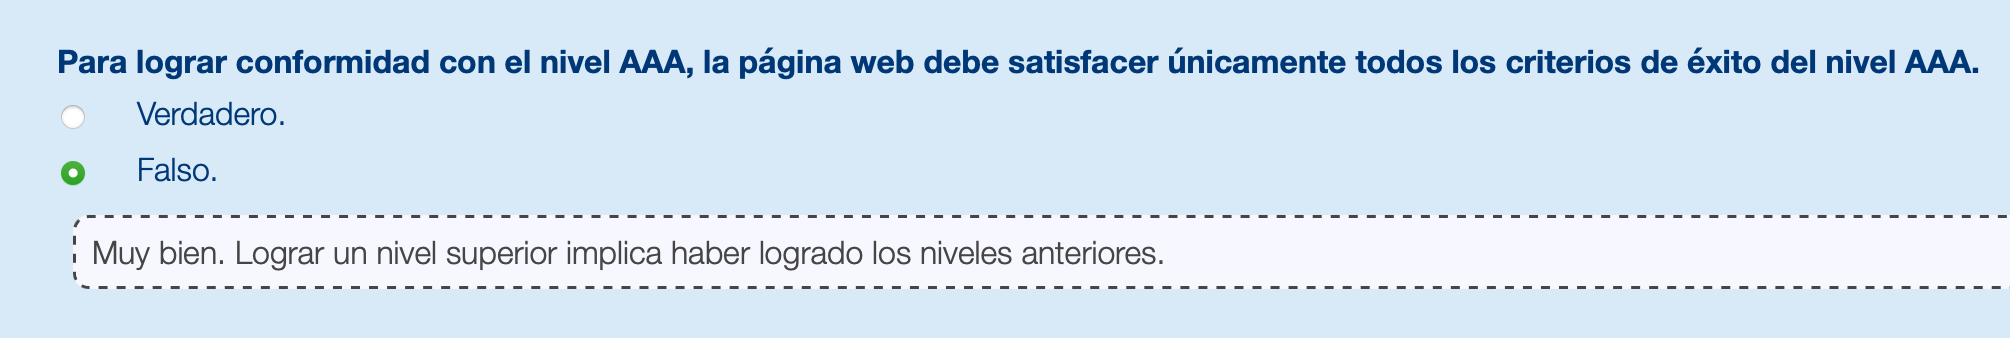 Para lograr conformidad con el nivel AAA, la página web debe satisfacer únicamente todos los criterios de éxito del nivel AAA.
Verdadero.
Falso.
Muy bien. Lograr un nivel superior implica haber logrado los niveles anteriores.